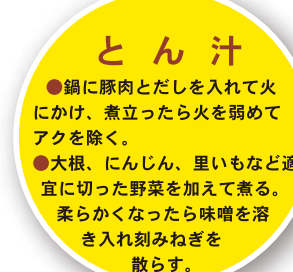 とん汁
●鍋に豚肉とだしを入れて火
にかけ、煮立ったら火を弱めて
アクを除く。
●大根、にんじん、里いもなど適
宜に切った野菜を加えて煮る。
柔らかくなったら味噌を溶
き入れ刻みねぎを
散らす。